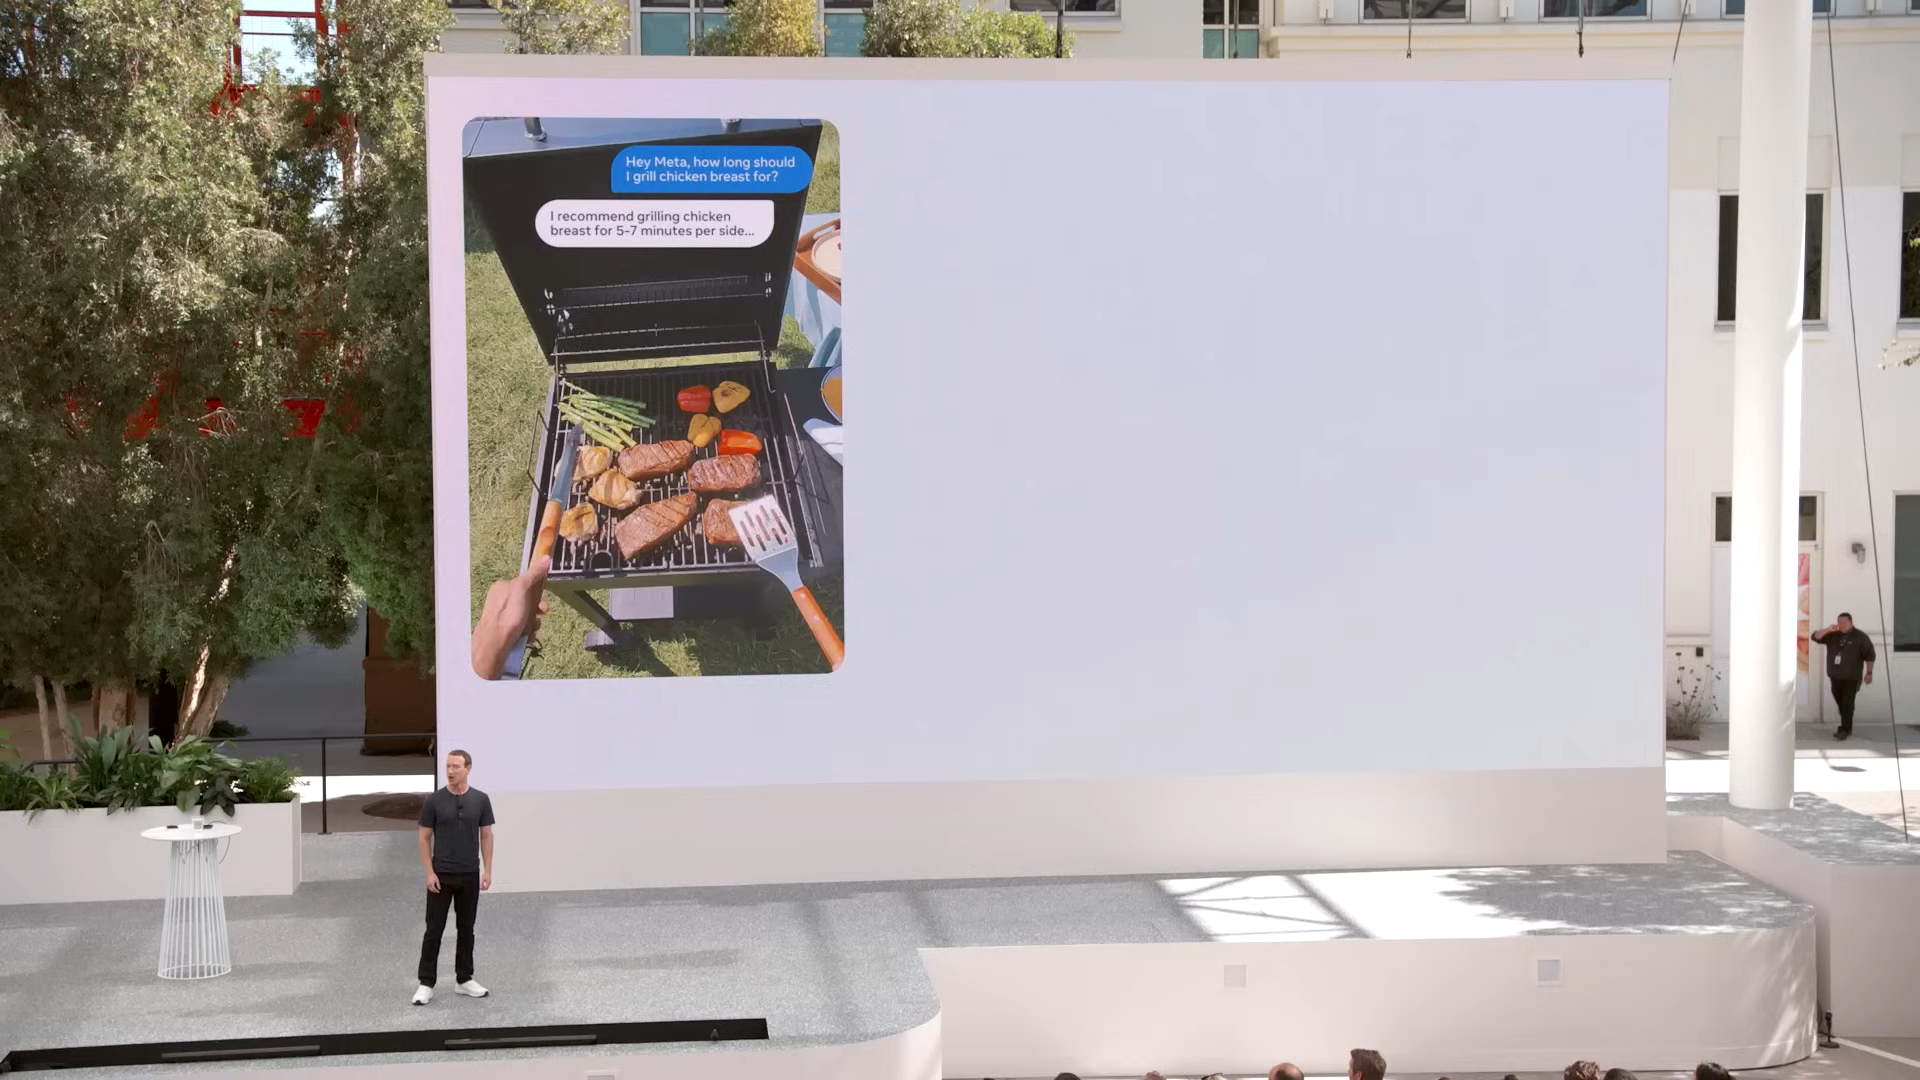 Hey Meta, how long should
I grill chicken breast for?
I recommend grilling chicken
breast for 5-7 minutes per side...